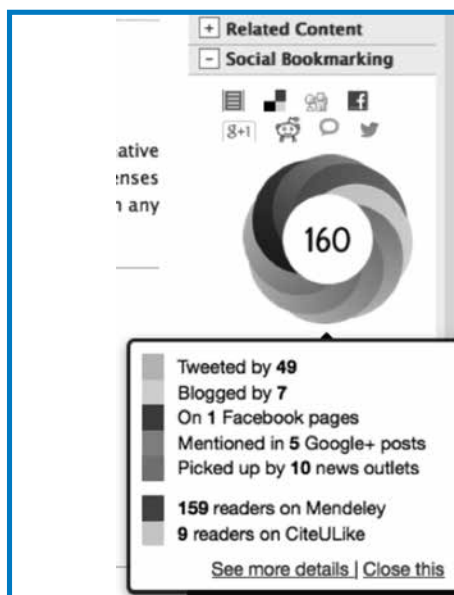 + Related Content
- Social Bookmarking
g+1
ative
enses
n any
160
Tweeted by 49
Blogged by 7
On 1 Facebook pages
Mentioned in 5 Google+ posts
Picked up by 10 news outlets
159 readers on Mendeley
9 readers on CiteULike
See more details | Close this